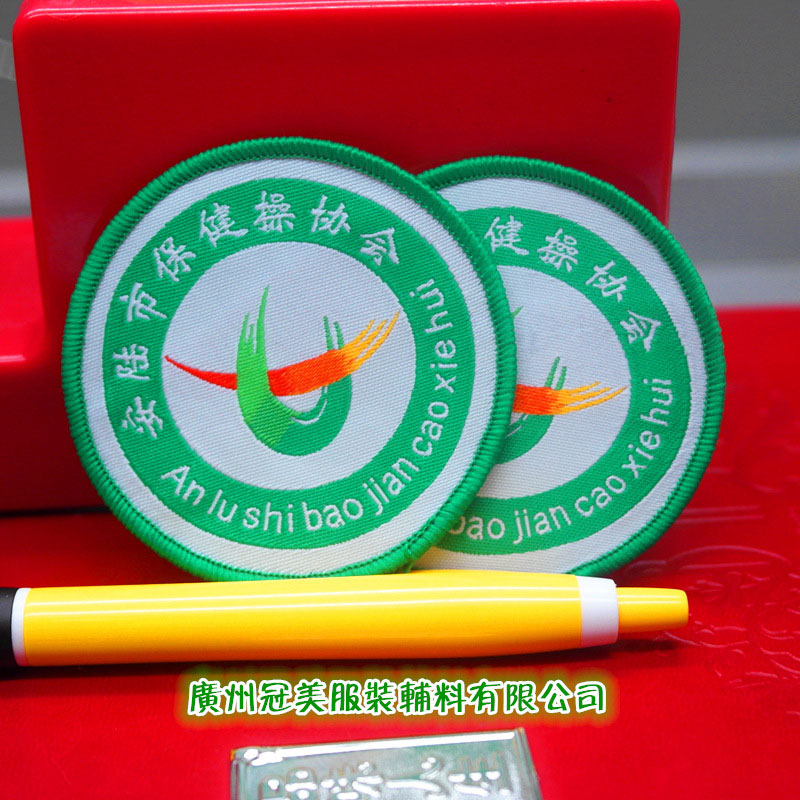 安陆市保健操协会
An lu shi bao jian cao xie hui
健操协会
bao jian cao xie hui
廣州冠美服裝輔料有限公司